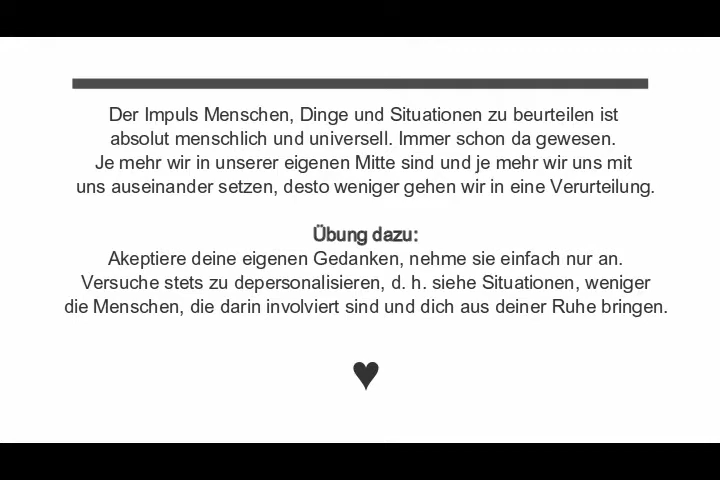 Der Impuls Menschen, Dinge und Situationen zu beurteilen ist
absolut menschlich und universell. Immer schon da gewesen.
Je mehr wir in unserer eigenen Mitte sind und je mehr wir uns mit
uns auseinander setzen, desto weniger gehen wir in eine Verurteilung.
Übung dazu:
Akeptiere deine eigenen Gedanken, nehme sie einfach nur an.
Versuche stets zu depersonalisieren, d. h. siehe Situationen, weniger
die Menschen, die darin involviert sind und dich aus deiner Ruhe bringen.